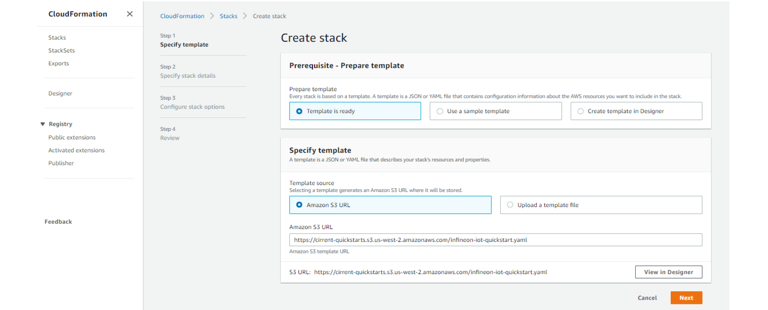 CloudFormation
Stacks
StackSets
Exports
Designer
Registry
Public extensions
Activated extensions
Publisher
Feedback
CloudFormation > Stacks > Create stack
Step 1
Specify template
Step 2
Specify stack details
Step 3
Configure stack options
Step 4
Review
Create stack
Prerequisite - Prepare template
Prepare template
Every stack is based on a template. A template is a JSON or YAML file that contains configuration information about the AWS resources you want to include in the stack.
Template is ready
Use a sample template
Create template in Designer
Specify template
A template is a JSON or YAML file that describes your stack's resources and properties.
Template source
Selecting a template generates an Amazon S3 URL where it will be stored.
Amazon S3 URL
Upload a template file
Amazon S3 URL
https://cirrent-quickstarts.s3.us-west-2.amazonaws.com/infineon-iot-quickstart.yaml
Amazon S3 template URL
S3 URL: https://cirrent-quickstarts.s3.us-west-2.amazonaws.com/infineon-iot-quickstart.yaml
View in Designer
Cancel
Next